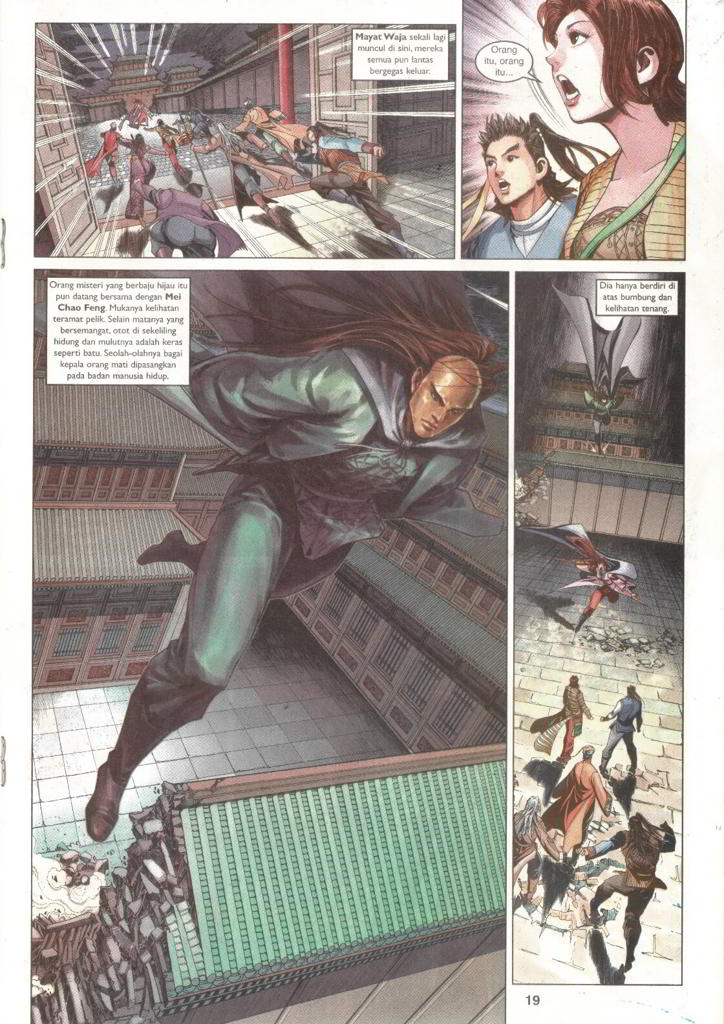 Mayat Waja sekali lagi
muncul di sini, mereka
semua pun lantas
bergegas keluar.
Orang
itu, orang
itu...
Orang misteri yang berbaju hijau itu
pun datang bersama dengan Mei
Chao Feng. Mukanya kelihatan
teramat pelik. Selain matanya yang
bersemangat, otot di sekeliling
hidung dan mulutnya adalah keras
seperti batu. Seolah-olahnya bagai
kepala orang mati dipasangkan
pada badan manusia hidup.
Dia hanya berdiri di
atas bumbung dan
kelihatan tenang.
19